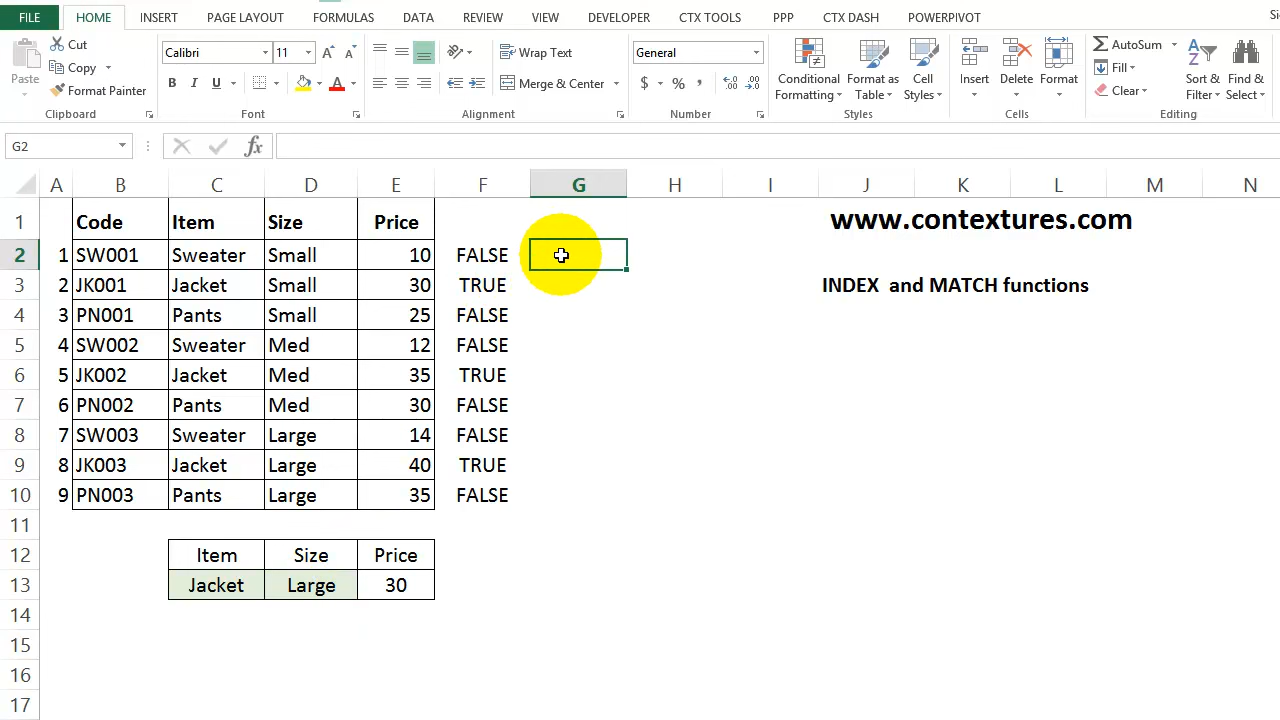 FILE HOME INSERT PAGE LAYOUT FORMULAS DATA REVIEW VIEW DEVELOPER CTX TOOLS PPP CTX DASH POWERPIVOT
Paste
Cut
Copy
Format Painter
Clipboard
Calibri 11
B I U
Font
Wrap Text
Merge & Center
Alignment
General
$ % ,
Number
Conditional Formatting
Format as Table
Cell Styles
Styles
Insert
Delete
Format
Cells
AutoSum
Fill
Clear
Sort & Filter
Find & Select
Editing
G2 fx
A B C D E F G H I J K L M N
1 Code Item Size Price www.contextures.com
2 1 SW001 Sweater Small 10 FALSE
3 2 JK001 Jacket Small 30 TRUE INDEX and MATCH functions
4 3 PN001 Pants Small 25 FALSE
5 4 SW002 Sweater Med 12 FALSE
6 5 JK002 Jacket Med 35 TRUE
7 6 PN002 Pants Med 30 FALSE
8 7 SW003 Sweater Large 14 FALSE
9 8 JK003 Jacket Large 40 TRUE
10 9 PN003 Pants Large 35 FALSE
11
12 Item Size Price
13 Jacket Large 30
14
15
16
17